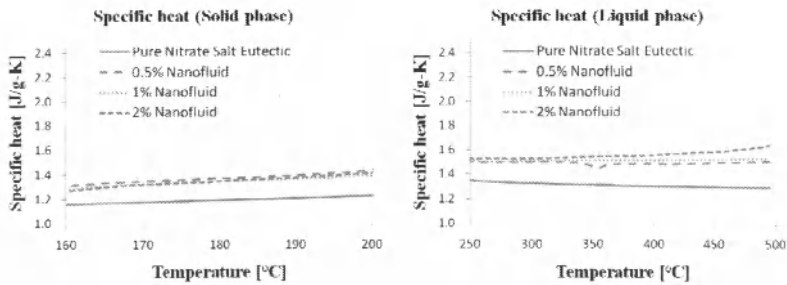 Specific heat (Solid phase)
Specific heat [J/g-K]
2.4
2.2
2.0
1.8
1.6
1.4
1.2
1.0
Pure Nitrate Salt Eutectic
0.5% Nanofluid
1% Nanofluid
2% Nanofluid
160
170
180
190
200
Temperature [°C]
Specific heat (Liquid phase)
Specific heat [J/g-K]
2.4
2.2
2.0
1.8
1.6
1.4
1.2
1.0
Pure Nitrate Salt Eutectic
0.5% Nanofluid
1% Nanofluid
2% Nanofluid
250
300
350
400
450
500
Temperature [°C]